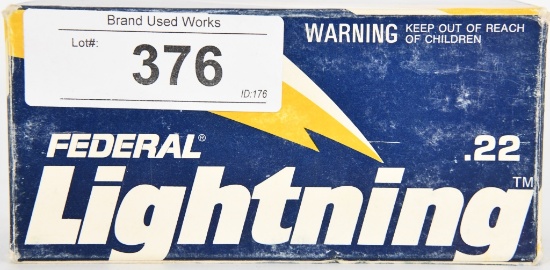 Brand Used Works
Lot#:
376
ID:176
WARNING KEEP OUT OF REACH
OF CHILDREN
FEDERAL®
.22
Lightning™